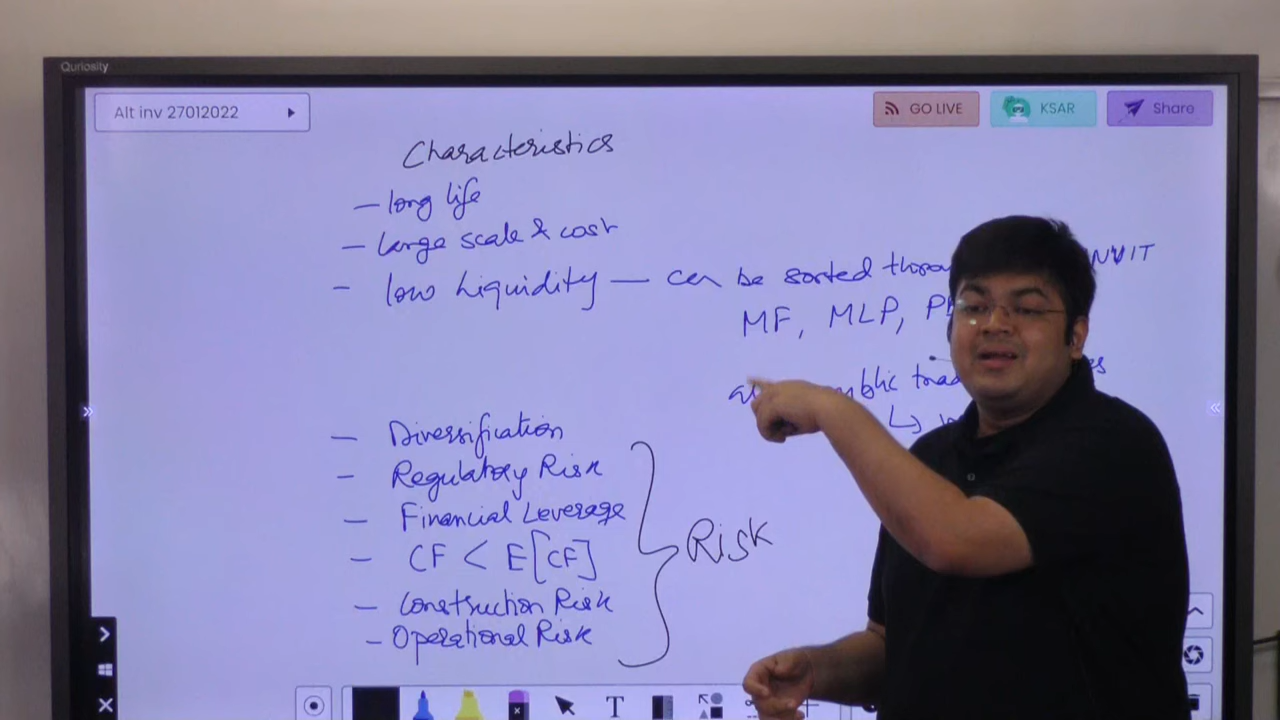 Quriosity
Alt inv 27012022
GO LIVE
KSAR
Share
Characteristics
– long life
– large scale & cost
– low liquidity – can be sorted
MF, MLP,
– Diversification
– Regulatory Risk
– Financial Leverage
– CF < E[CF]
– Construction Risk
– Operational Risk
Risk
T